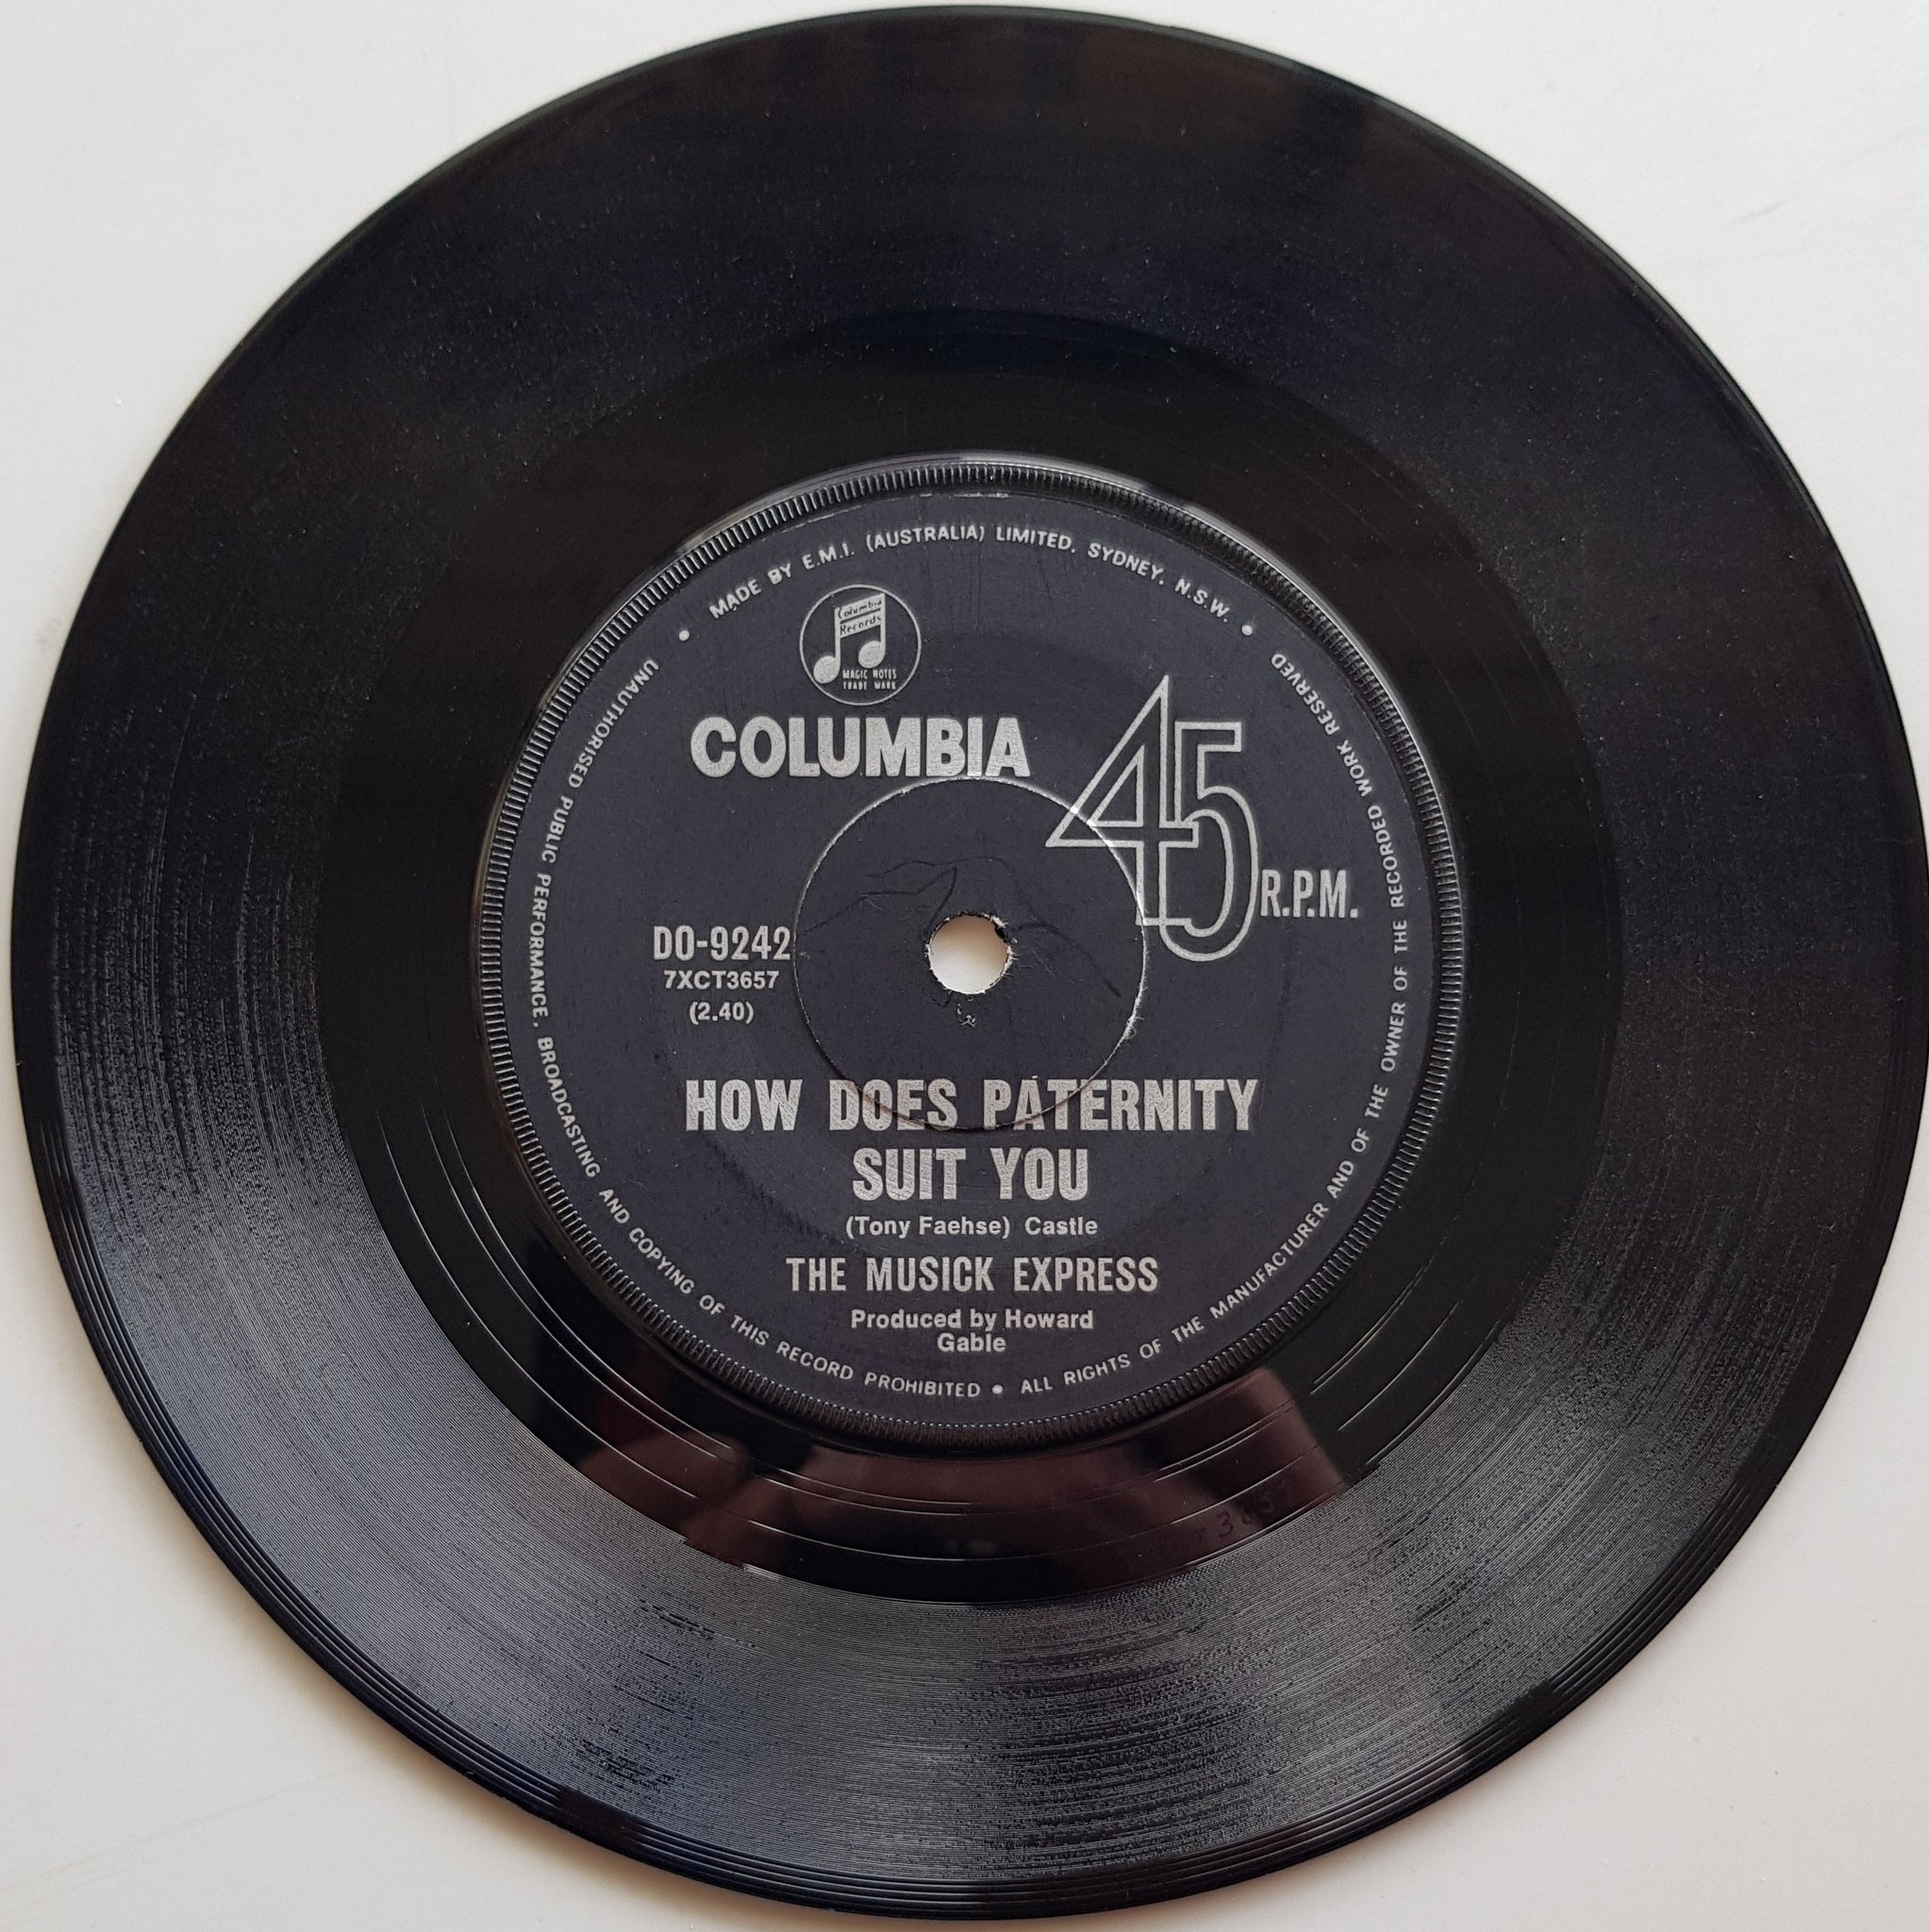 MADE BY E.M.I. (AUSTRALIA) LIMITED. SYDNEY, N.S.W.
Columbia
Records
MAGIC NOTES
TRADE MARK
COLUMBIA
45 R.P.M.
DO-9242
7XCT3657
(2.40)
HOW DOES PATERNITY
SUIT YOU
(Tony Faehse) Castle
THE MUSICK EXPRESS
Produced by Howard
Gable
UNAUTHORISED PUBLIC PERFORMANCE, BROADCASTING AND COPYING OF THIS RECORD PROHIBITED • ALL RIGHTS OF THE MANUFACTURER AND OF THE OWNER OF THE RECORDED WORK RESERVED